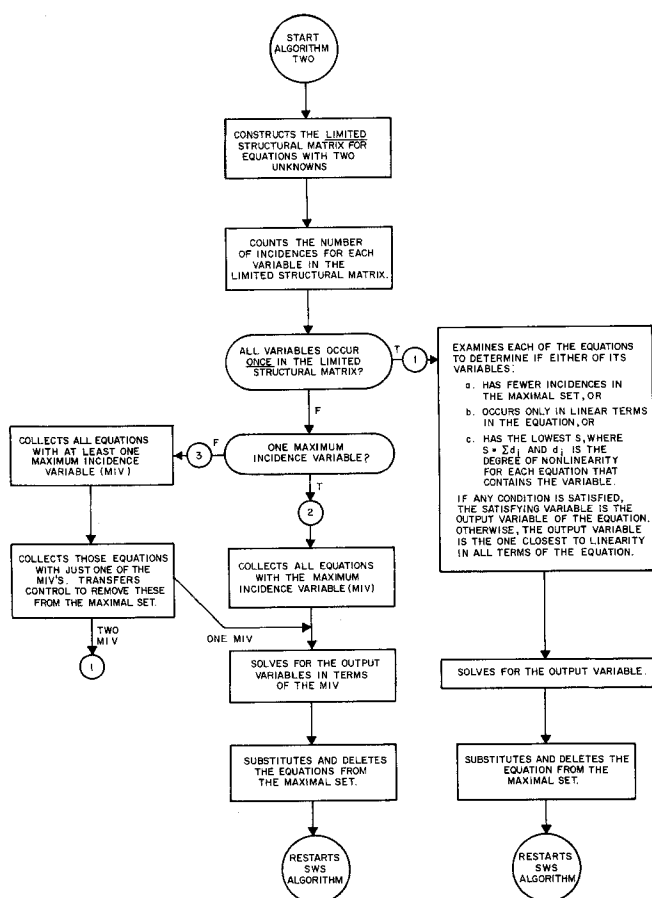 START
ALGORITHM
TWO
CONSTRUCTS THE LIMITED
STRUCTURAL MATRIX FOR
EQUATIONS WITH TWO
UNKNOWNS
COUNTS THE NUMBER
OF INCIDENCES FOR EACH
VARIABLE IN THE
LIMITED STRUCTURAL MATRIX.
ALL VARIABLES OCCUR
ONCE IN THE LIMITED
STRUCTURAL MATRIX?
T
1
F
EXAMINES EACH OF THE EQUATIONS
TO DETERMINE IF EITHER OF ITS
VARIABLES:
a. HAS FEWER INCIDENCES IN
THE MAXIMAL SET, OR
b. OCCURS ONLY IN LINEAR TERMS
IN THE EQUATION, OR
c. HAS THE LOWEST S, WHERE
S = Σdi AND di IS THE
DEGREE OF NONLINEARITY
FOR EACH EQUATION THAT
CONTAINS THE VARIABLE.
IF ANY CONDITION IS SATISFIED,
THE SATISFYING VARIABLE IS THE
OUTPUT VARIABLE OF THE EQUATION.
OTHERWISE, THE OUTPUT VARIABLE
IS THE ONE CLOSEST TO LINEARITY
IN ALL TERMS OF THE EQUATION.
ONE MAXIMUM
INCIDENCE VARIABLE?
F
3
T
2
COLLECTS ALL EQUATIONS
WITH AT LEAST ONE
MAXIMUM INCIDENCE
VARIABLE (MIV)
COLLECTS THOSE EQUATIONS
WITH JUST ONE OF THE
MIV'S. TRANSFERS
CONTROL TO REMOVE THESE
FROM THE MAXIMAL SET.
TWO
MIV
1
ONE MIV
COLLECTS ALL EQUATIONS
WITH THE MAXIMUM
INCIDENCE VARIABLE (MIV)
SOLVES FOR THE OUTPUT
VARIABLES IN TERMS
OF THE MIV
SUBSTITUTES AND DELETES
THE EQUATIONS FROM
THE MAXIMAL SET.
RESTARTS
SWS
ALGORITHM
SOLVES FOR THE OUTPUT VARIABLE.
SUBSTITUTES AND DELETES THE
EQUATION FROM THE
MAXIMAL SET.
RESTARTS
SWS
ALGORITHM